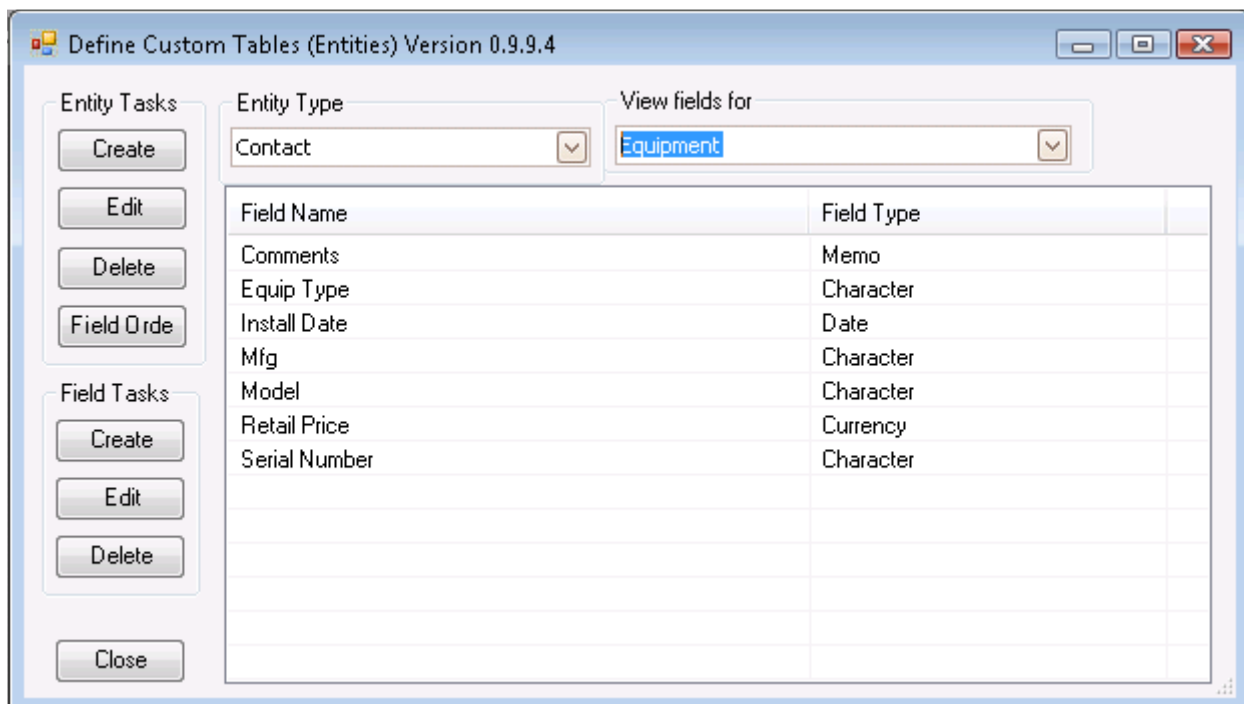 Define Custom Tables (Entities) Version 0.9.9.4
Entity Tasks
Create
Edit
Delete
Field Orde
Field Tasks
Create
Edit
Delete
Close
Entity Type
Contact
View fields for
Equipment
Field Name Field Type
Comments Memo
Equip Type Character
Install Date Date
Mfg Character
Model Character
Retail Price Currency
Serial Number Character